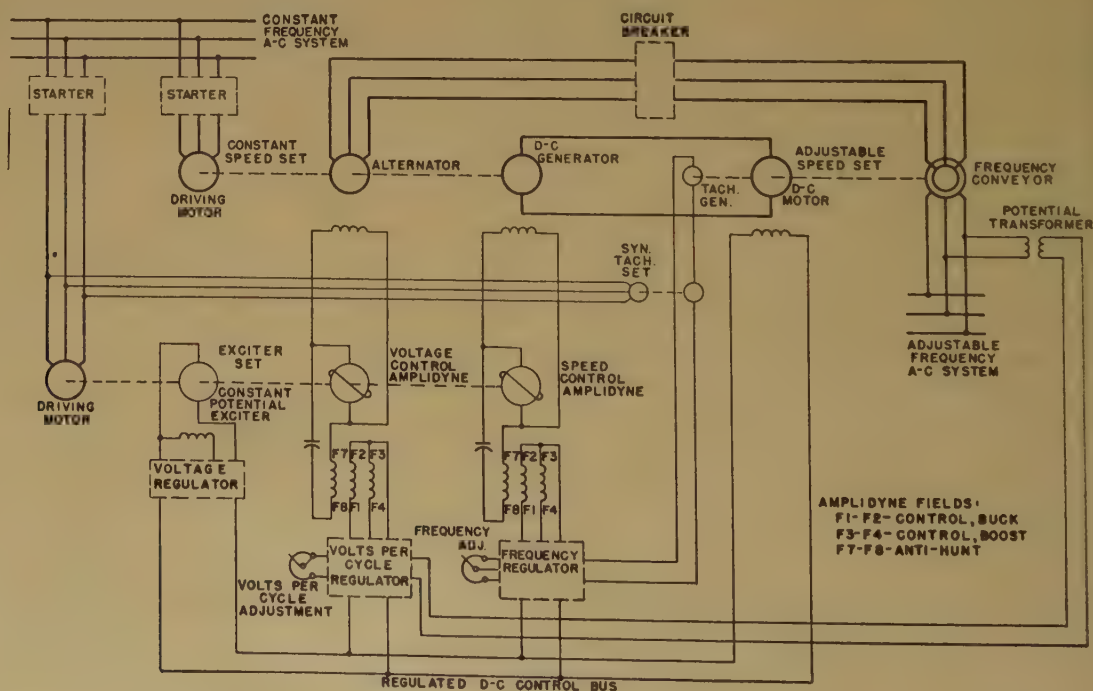 CONSTANT
FREQUENCY
A-C SYSTEM
CIRCUIT
BREAKER
STARTER
STARTER
CONSTANT
SPEED SET
ALTERNATOR
D-C
GENERATOR
ADJUSTABLE
SPEED SET
FREQUENCY
CONVEYOR
DRIVING
MOTOR
TACH.
GEN.
D-C
MOTOR
POTENTIAL
TRANSFORMER
SYN.
TACH.
SET
ADJUSTABLE
FREQUENCY
A-C SYSTEM
EXCITER
SET
VOLTAGE
CONTROL
AMPLIDYNE
SPEED
CONTROL
AMPLIDYNE
DRIVING
MOTOR
CONSTANT
POTENTIAL
EXCITER
F7 F2 F3
F8 F1 F4
F7 F2 F3
F8 F1 F4
VOLTAGE
REGULATOR
AMPLIDYNE FIELDS:
F1-F2-CONTROL, BUCK
F3-F4-CONTROL, BOOST
F7-F8-ANTI-HUNT
VOLTS PER
CYCLE
REGULATOR
FREQUENCY
ADJ.
FREQUENCY
REGULATOR
VOLTS PER
CYCLE
ADJUSTMENT
REGULATED D-C CONTROL BUS